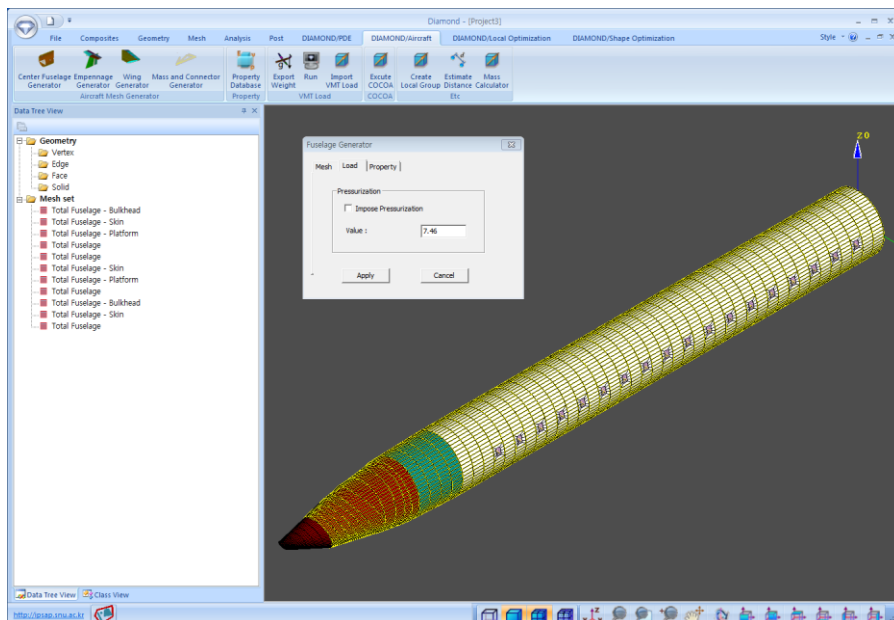 Diamond - [Project3]
File Composites Geometry Mesh Analysis Post DIAMOND/PDE DIAMOND/Aircraft DIAMOND/Local Optimization DIAMOND/Shape Optimization Style
Center Fuselage Generator
Empennage Generator
Wing Generator
Mass and Connector Generator
Property Database
Export Weight
Run
Import VMT Load
Excute COCOA
Create Local Group
Estimate Distance
Mass Calculator
Aircraft Mesh Generator Property VMT Load COCOA Etc
Data Tree View
Geometry
Vertex
Edge
Face
Solid
Mesh set
Total Fuselage - Bulkhead
Total Fuselage - Skin
Total Fuselage - Platform
Total Fuselage
Total Fuselage
Total Fuselage - Skin
Total Fuselage - Platform
Total Fuselage
Total Fuselage - Bulkhead
Total Fuselage - Skin
Total Fuselage
Fuselage Generator
Mesh Load Property
Pressurization
Impose Pressurization
Value : 7.46
Apply Cancel
Z0
Data Tree View Class View
http://ipsap.snu.ac.kr